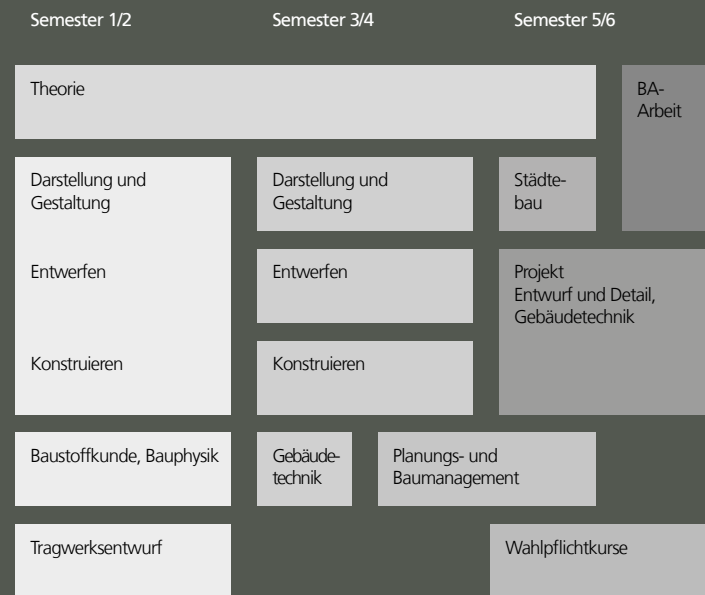 Semester 1/2
Semester 3/4
Semester 5/6
Theorie
BA-
Arbeit
Darstellung und
Gestaltung
Darstellung und
Gestaltung
Städte-
bau
Entwerfen
Entwerfen
Projekt
Entwurf und Detail,
Gebäudetechnik
Konstruieren
Konstruieren
Baustoffkunde, Bauphysik
Gebäude-
technik
Planungs- und
Baumanagement
Tragwerksentwurf
Wahlpflichtkurse